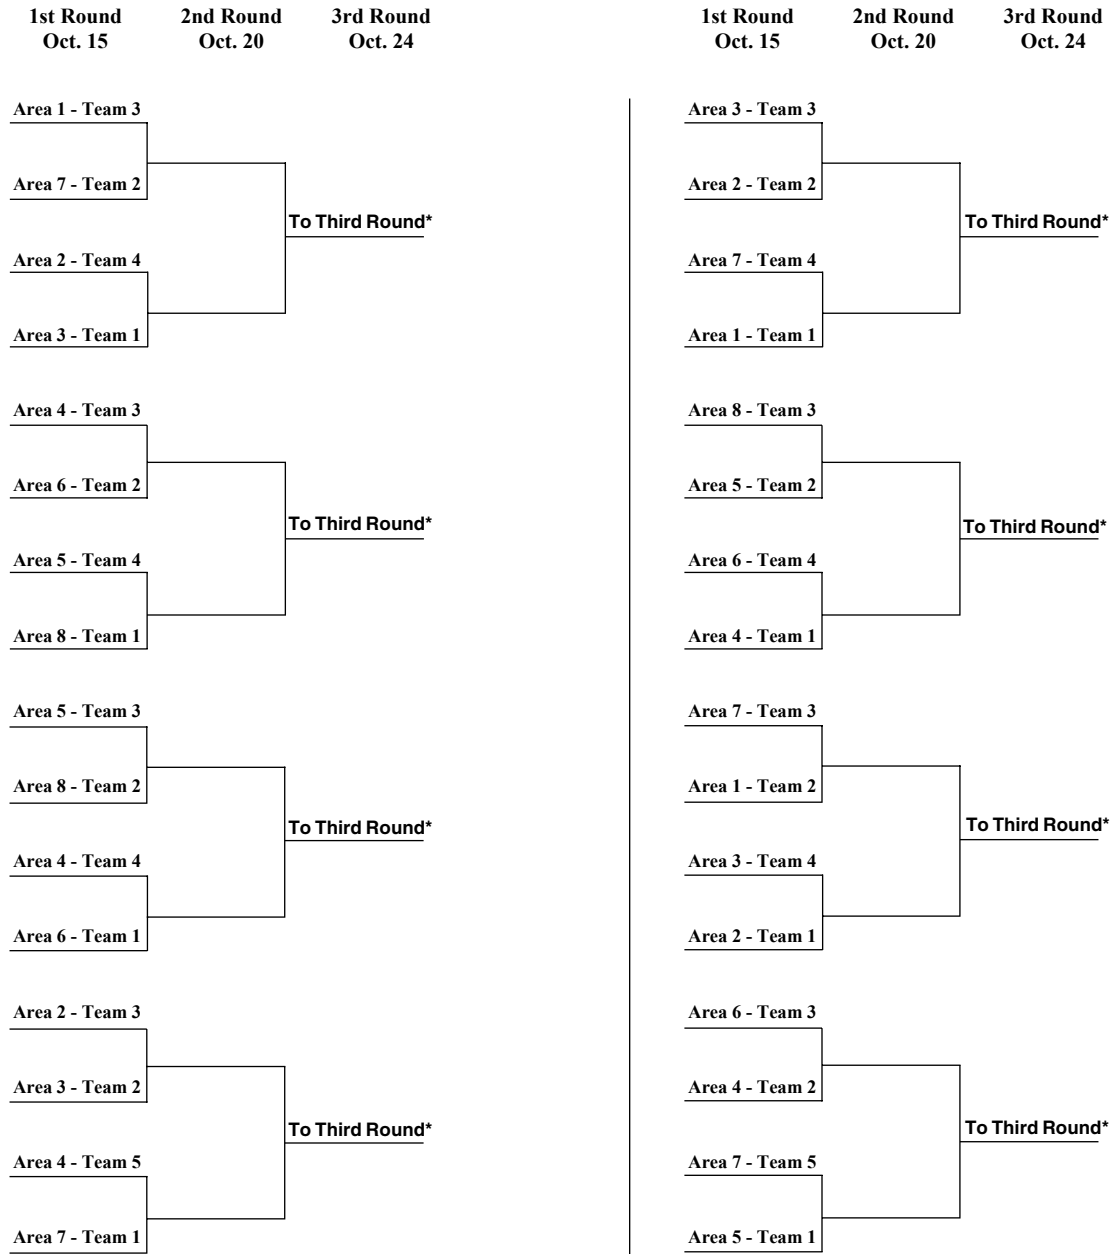 1st Round
Oct. 15
2nd Round
Oct. 20
3rd Round
Oct. 24
Area 1 - Team 3
Area 7 - Team 2
To Third Round*
Area 2 - Team 4
Area 3 - Team 1
Area 4 - Team 3
Area 6 - Team 2
To Third Round*
Area 5 - Team 4
Area 8 - Team 1
Area 5 - Team 3
Area 8 - Team 2
To Third Round*
Area 4 - Team 4
Area 6 - Team 1
Area 2 - Team 3
Area 3 - Team 2
To Third Round*
Area 4 - Team 5
Area 7 - Team 1
1st Round
Oct. 15
2nd Round
Oct. 20
3rd Round
Oct. 24
Area 3 - Team 3
Area 2 - Team 2
To Third Round*
Area 7 - Team 4
Area 1 - Team 1
Area 8 - Team 3
Area 5 - Team 2
To Third Round*
Area 6 - Team 4
Area 4 - Team 1
Area 7 - Team 3
Area 1 - Team 2
To Third Round*
Area 3 - Team 4
Area 2 - Team 1
Area 6 - Team 3
Area 4 - Team 2
To Third Round*
Area 7 - Team 5
Area 5 - Team 1